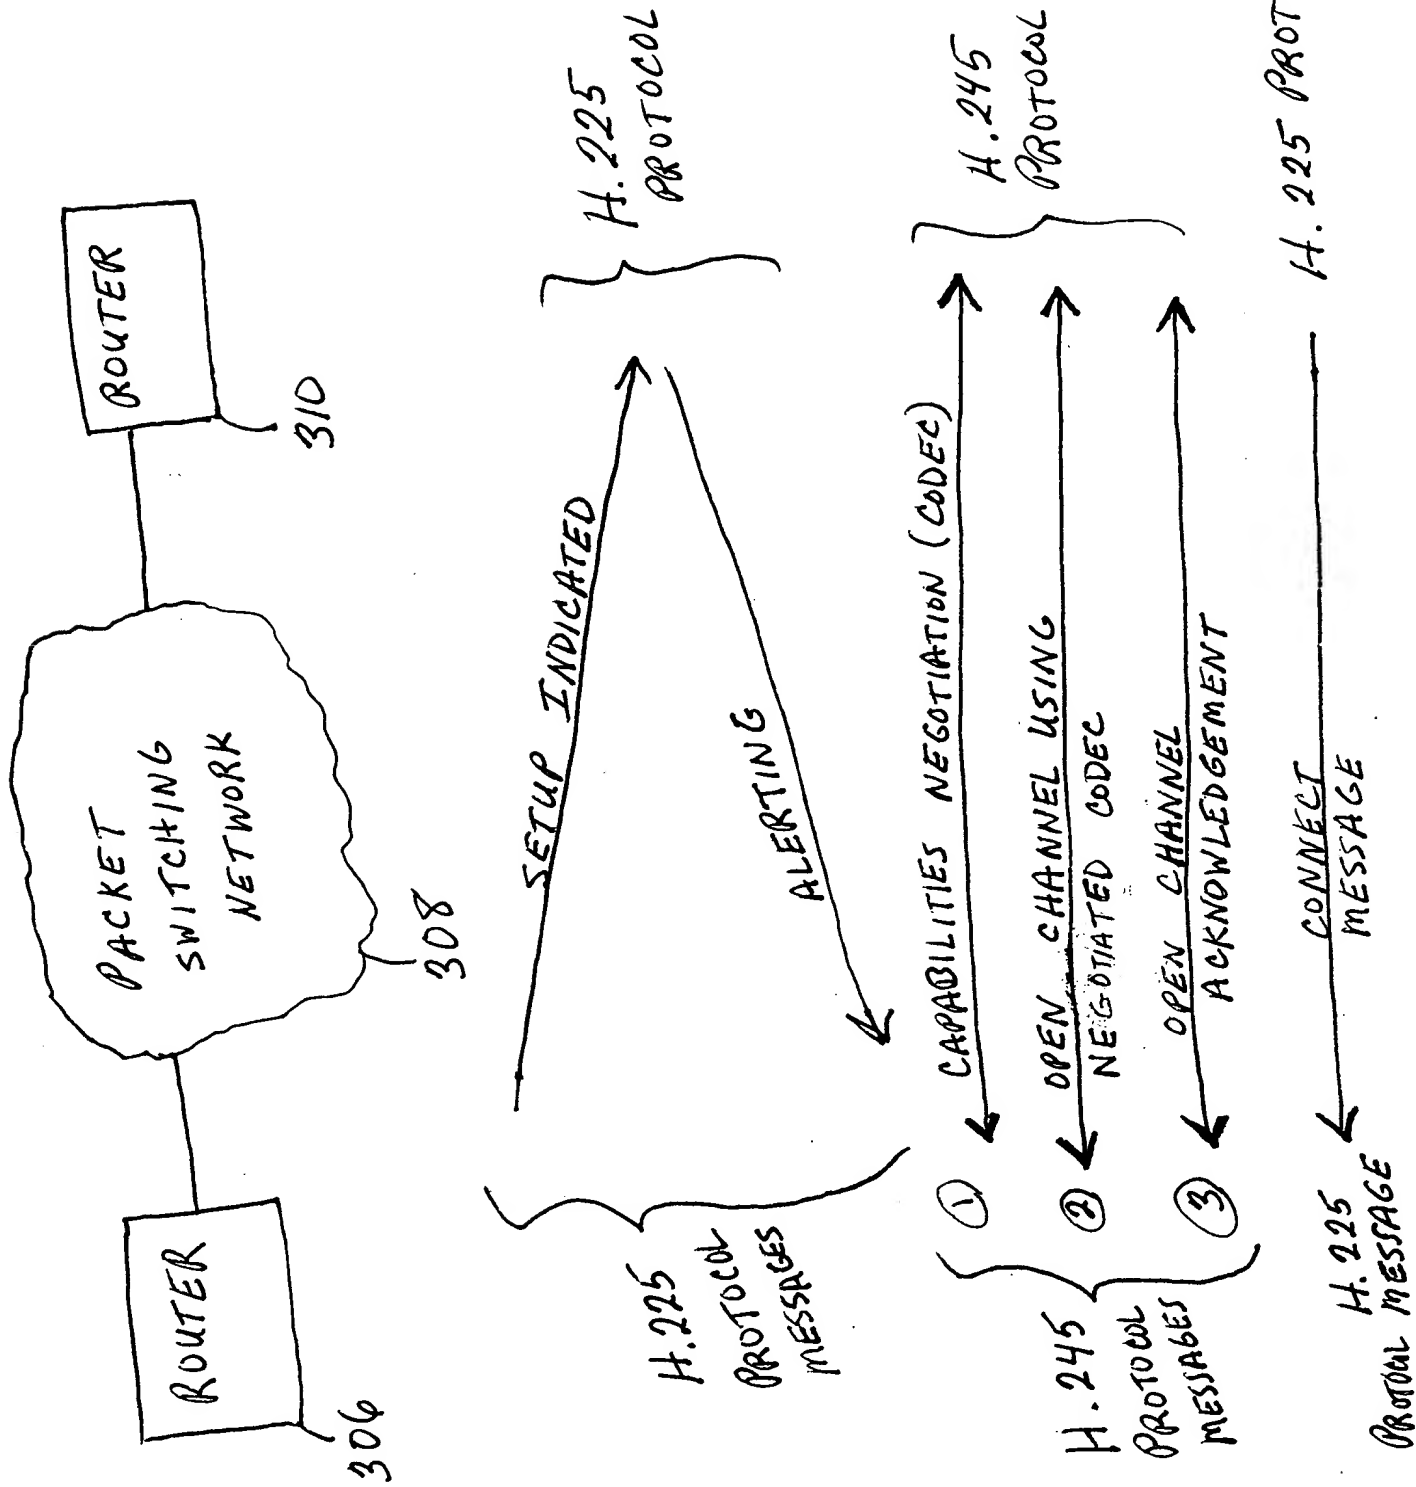 ROUTER
306
PACKET
SWITCHING
NETWORK
308
ROUTER
310
H.225
PROTOCOL
MESSAGES
SETUP INDICATED
ALERTING
H.225
PROTOCOL
H.245
PROTOCOL
MESSAGES
1
CAPABILITIES NEGOTIATION (CODEC)
2
OPEN CHANNEL USING
NEGOTIATED CODEC
3
OPEN CHANNEL
ACKNOWLEDGEMENT
H.245
PROTOCOL
H.225
PROTOCOL MESSAGE
CONNECT
MESSAGE
H.225 PROT